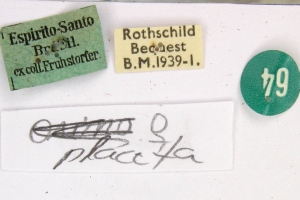 Espirito-Santo
Brasil.
ex coll. Fruhstorfer
Rothschild
Bequest
B.M.1939-1.
64
♀
placita